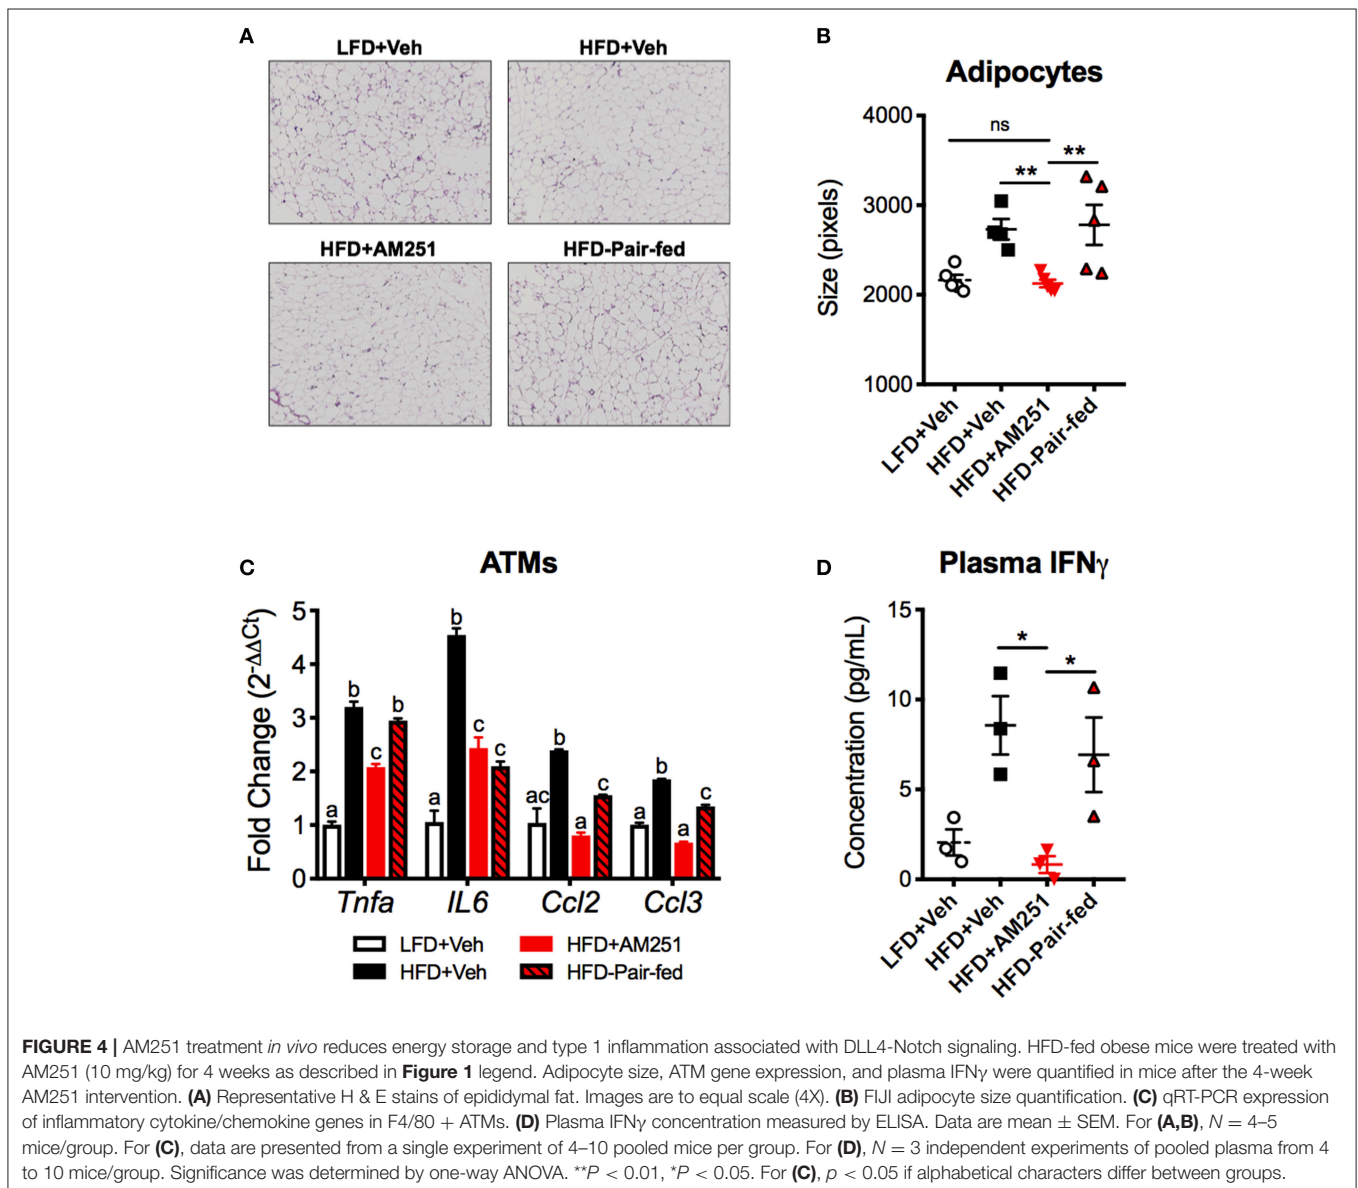 A
LFD+Veh
HFD+Veh
HFD+AM251
HFD-Pair-fed
B
Adipocytes
Size (pixels)
4000
3000
2000
1000
ns
**
**
LFD+Veh
HFD+Veh
HFD+AM251
HFD-Pair-fed
C
ATMs
Fold Change (2^-ΔΔCt)
5
4
3
2
1
0
a b c b
a b c c
ac b a c
a b a c
Tnfa IL6 Ccl2 Ccl3
LFD+Veh HFD+AM251
HFD+Veh HFD-Pair-fed
D
Plasma IFNγ
Concentration (pg/mL)
15
10
5
0
*
*
LFD+Veh
HFD+Veh
HFD+AM251
HFD-Pair-fed
FIGURE 4 | AM251 treatment in vivo reduces energy storage and type 1 inflammation associated with DLL4-Notch signaling. HFD-fed obese mice were treated with
AM251 (10 mg/kg) for 4 weeks as described in Figure 1 legend. Adipocyte size, ATM gene expression, and plasma IFNγ were quantified in mice after the 4-week
AM251 intervention. (A) Representative H & E stains of epididymal fat. Images are to equal scale (4X). (B) FIJI adipocyte size quantification. (C) qRT-PCR expression
of inflammatory cytokine/chemokine genes in F4/80 + ATMs. (D) Plasma IFNγ concentration measured by ELISA. Data are mean ± SEM. For (A,B), N = 4–5
mice/group. For (C), data are presented from a single experiment of 4–10 pooled mice per group. For (D), N = 3 independent experiments of pooled plasma from 4
to 10 mice/group. Significance was determined by one-way ANOVA. **P < 0.01, *P < 0.05. For (C), p < 0.05 if alphabetical characters differ between groups.